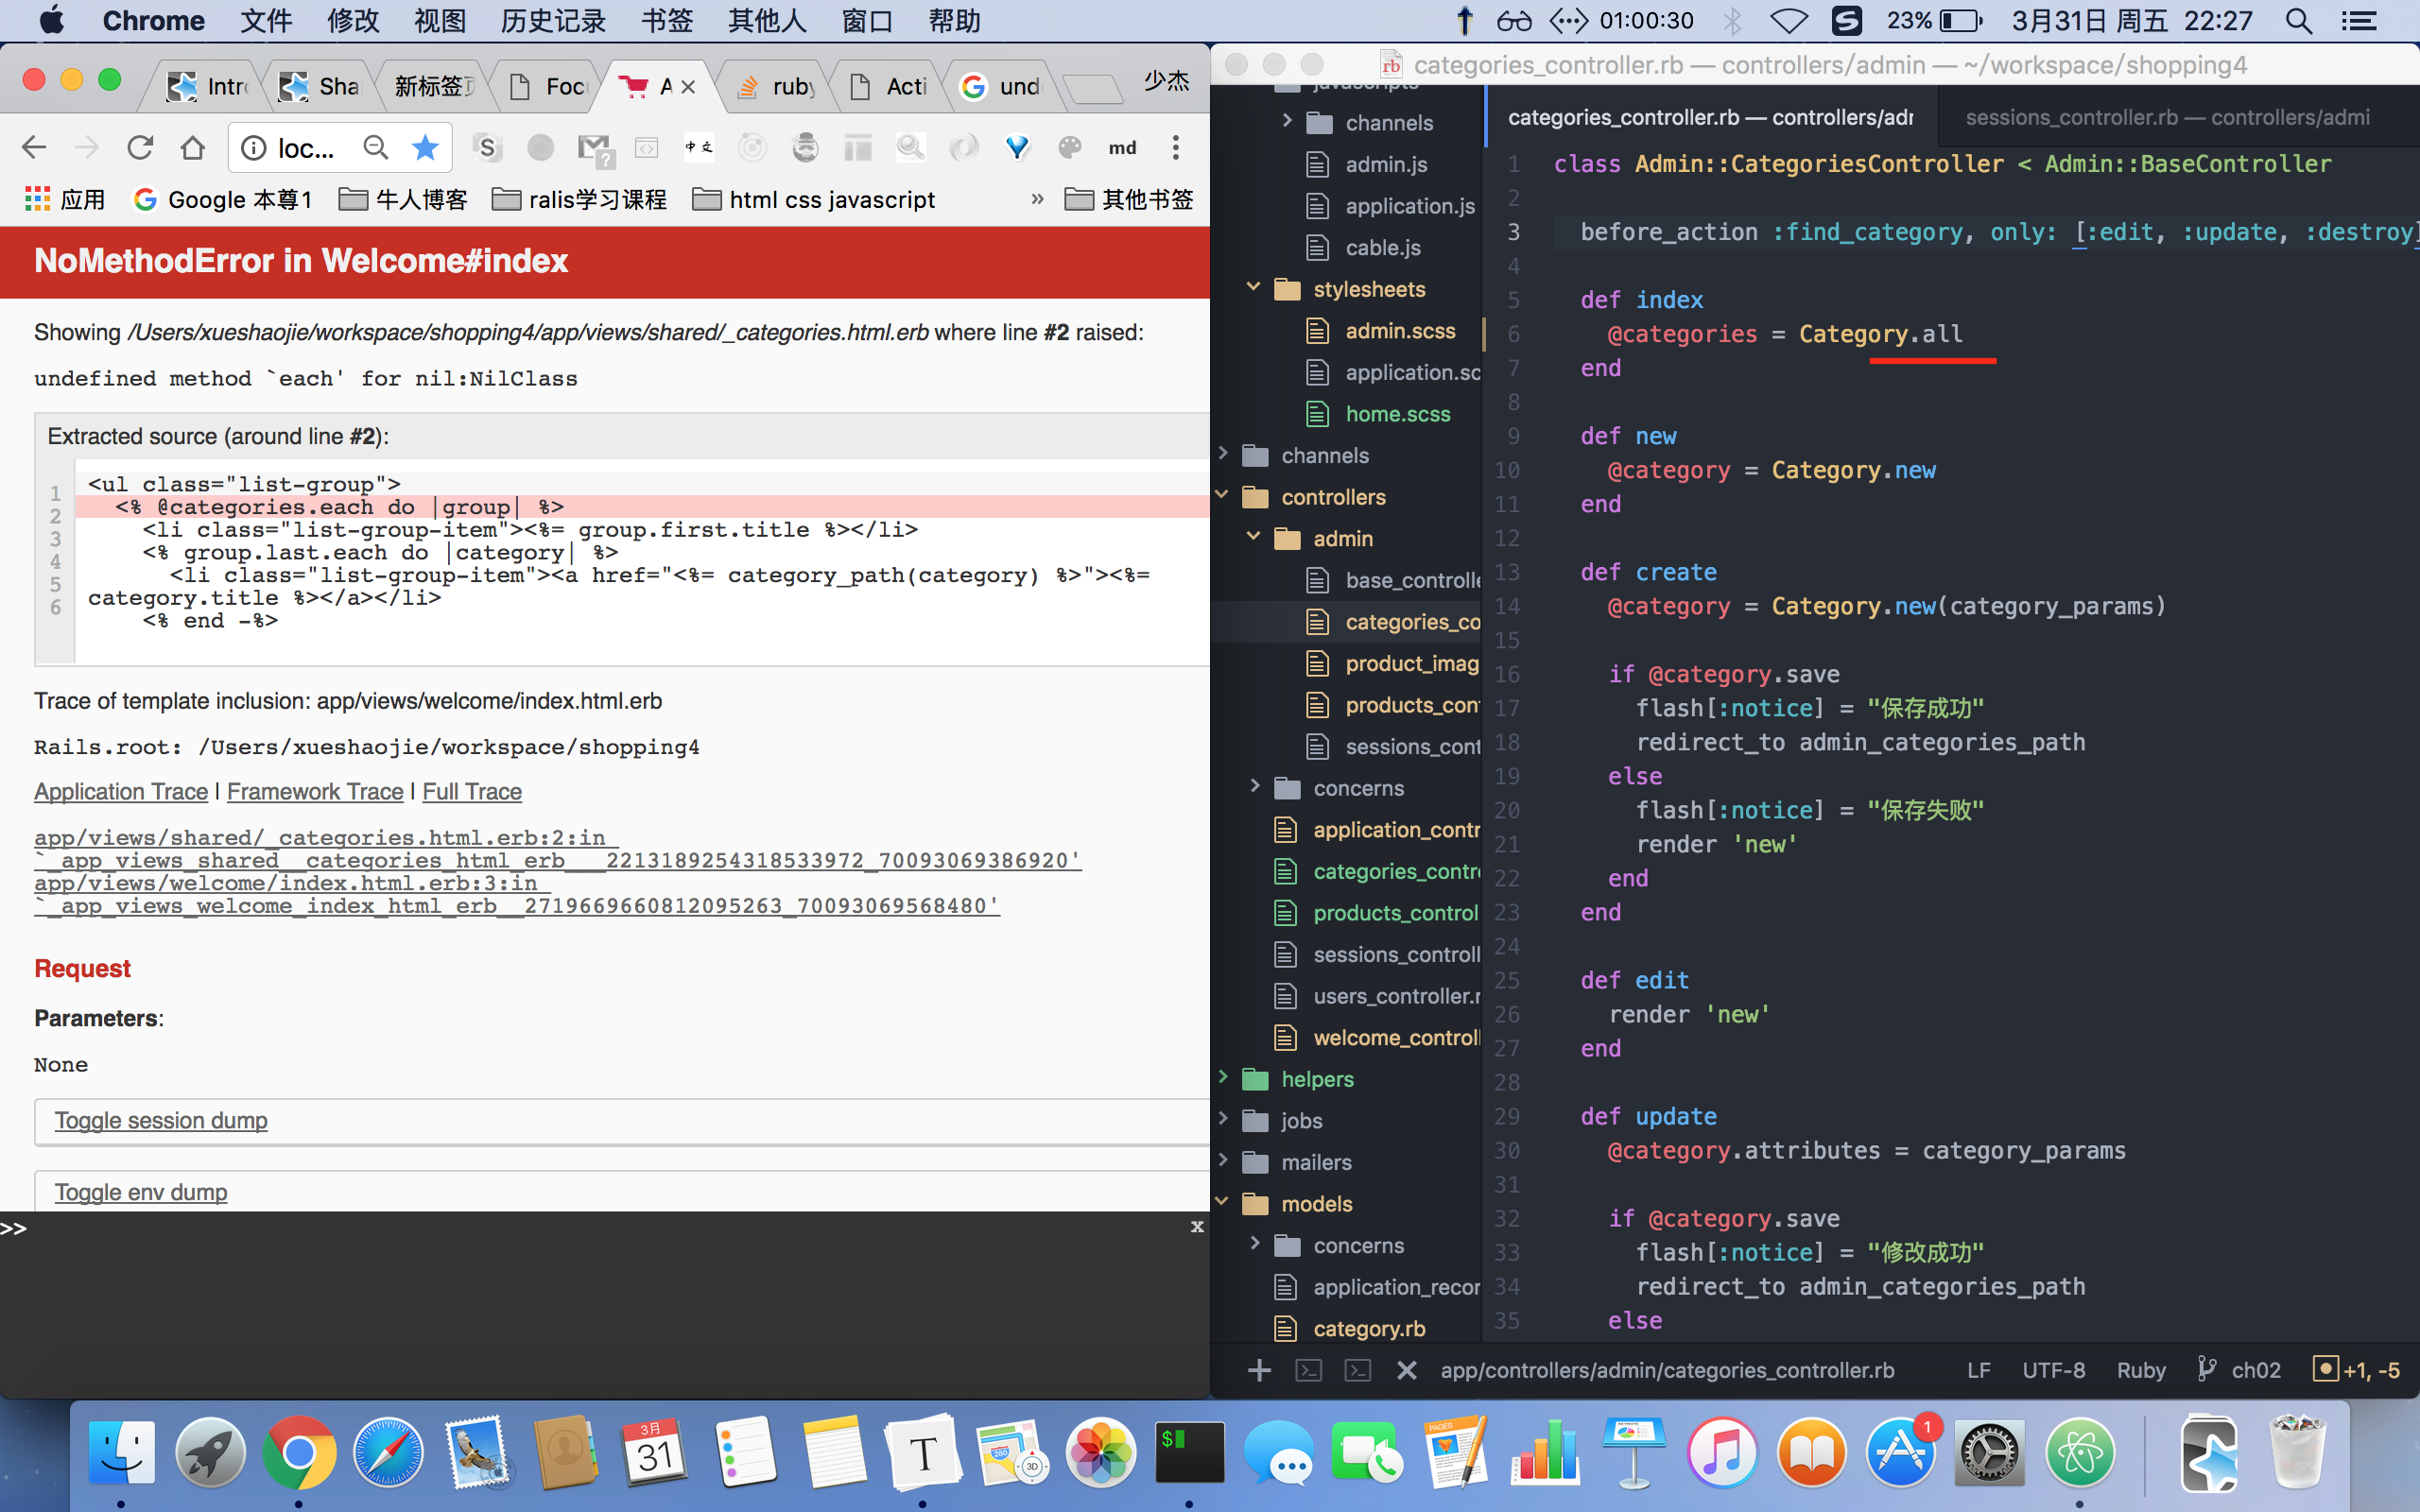 Chrome 文件 修改 视图 历史记录 书签 其他人 窗口 帮助 01:00:30 23% 3月31日 周五 22:27
Intr Sha 新标签 Foc A ruby Acti und 少杰
loc... 中文 md
应用 Google 本尊1 牛人博客 ralis学习课程 html css javascript » 其他书签
NoMethodError in Welcome#index
Showing /Users/xueshaojie/workspace/shopping4/app/views/shared/_categories.html.erb where line #2 raised:
undefined method `each' for nil:NilClass
Extracted source (around line #2):
1 <ul class="list-group">
2 <% @categories.each do |group| %>
3 <li class="list-group-item"><%= group.first.title %></li>
4 <% group.last.each do |category| %>
5 <li class="list-group-item"><a href="<%= category_path(category) %>"><%=
6 category.title %></a></li>
<% end -%>
Trace of template inclusion: app/views/welcome/index.html.erb
Rails.root: /Users/xueshaojie/workspace/shopping4
Application Trace | Framework Trace | Full Trace
app/views/shared/_categories.html.erb:2:in
`_app_views_shared__categories_html_erb___2213189254318533972_70093069386920'
app/views/welcome/index.html.erb:3:in
`_app_views_welcome_index_html_erb__2719669660812095263_70093069568480'
Request
Parameters:
None
Toggle session dump
Toggle env dump
>> x
categories_controller.rb — controllers/admin — ~/workspace/shopping4
javascripts
channels
admin.js
application.js
cable.js
stylesheets
admin.scss
application.sc
home.scss
channels
controllers
admin
base_controlle
categories_co
product_imag
products_con
sessions_cont
concerns
application_contr
categories_contr
products_control
sessions_controll
users_controller.r
welcome_control
helpers
jobs
mailers
models
concerns
application_recor
category.rb
categories_controller.rb — controllers/adr sessions_controller.rb — controllers/admi
1 class Admin::CategoriesController < Admin::BaseController
2
3 before_action :find_category, only: [:edit, :update, :destroy]
4
5 def index
6 @categories = Category.all
7 end
8
9 def new
10 @category = Category.new
11 end
12
13 def create
14 @category = Category.new(category_params)
15
16 if @category.save
17 flash[:notice] = "保存成功"
18 redirect_to admin_categories_path
19 else
20 flash[:notice] = "保存失败"
21 render 'new'
22 end
23 end
24
25 def edit
26 render 'new'
27 end
28
29 def update
30 @category.attributes = category_params
31
32 if @category.save
33 flash[:notice] = "修改成功"
34 redirect_to admin_categories_path
35 else
app/controllers/admin/categories_controller.rb LF UTF-8 Ruby ch02 +1, -5
3月
31
T
280
3D
$
PAGES
KEYNOTE
1